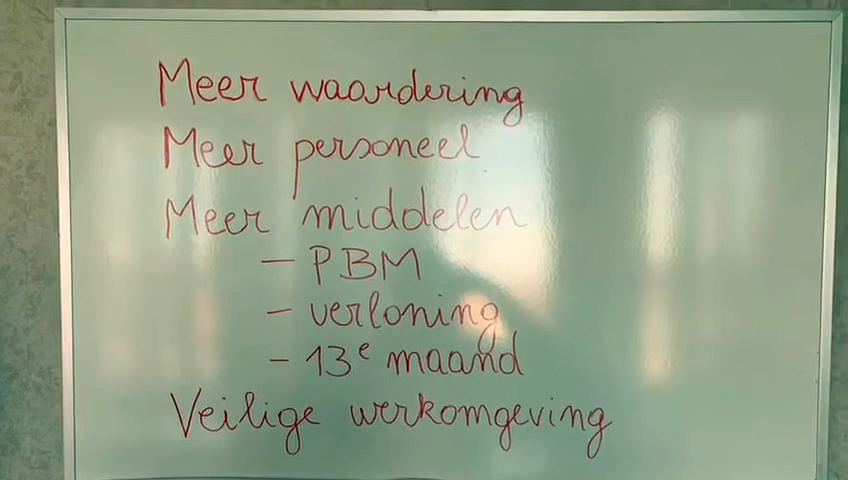 Meer waardering
Meer personeel
Meer middelen
- PBM
- verloning
- 13e maand
Veilige werkomgeving